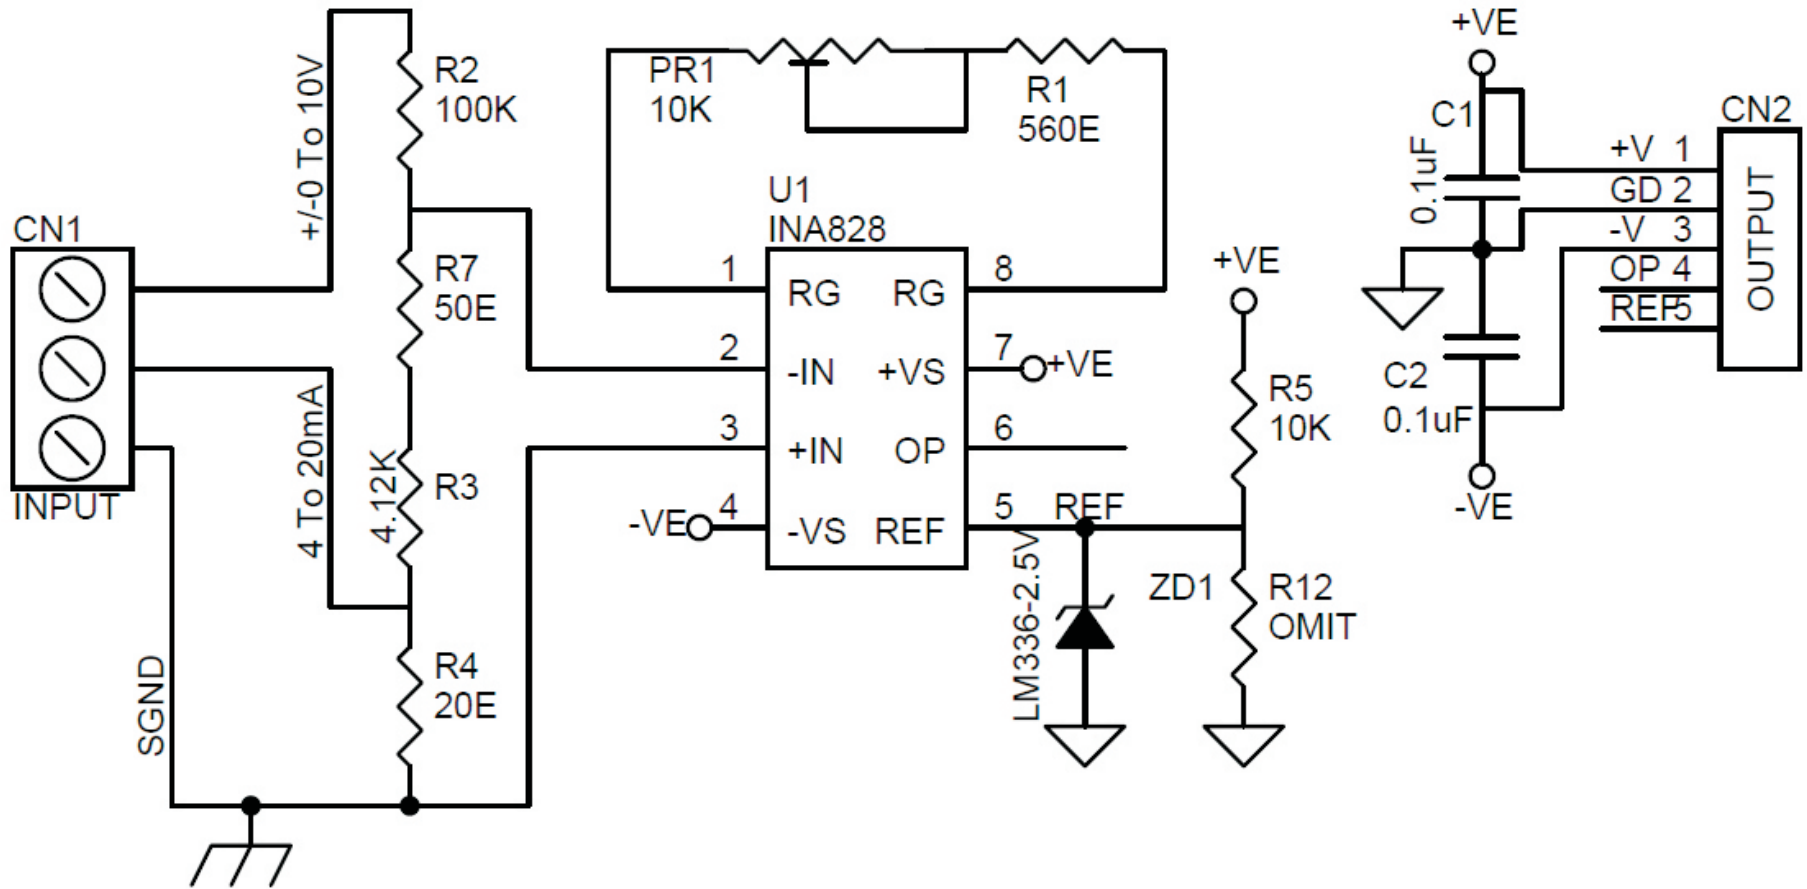 CN1
INPUT
+/-0 To 10V
4 To 20mA
SGND
R2
100K
R7
50E
4.12K
R3
R4
20E
PR1
10K
R1
560E
U1
INA828
1
RG
RG
8
2
-IN
+VS
7
+VE
3
+IN
OP
6
-VE
4
-VS
REF
5
REF
LM336-2.5V
ZD1
+VE
R5
10K
R12
OMIT
+VE
C1
0.1uF
C2
0.1uF
-VE
CN2
+V 1
GD 2
-V 3
OP 4
REF5
OUTPUT